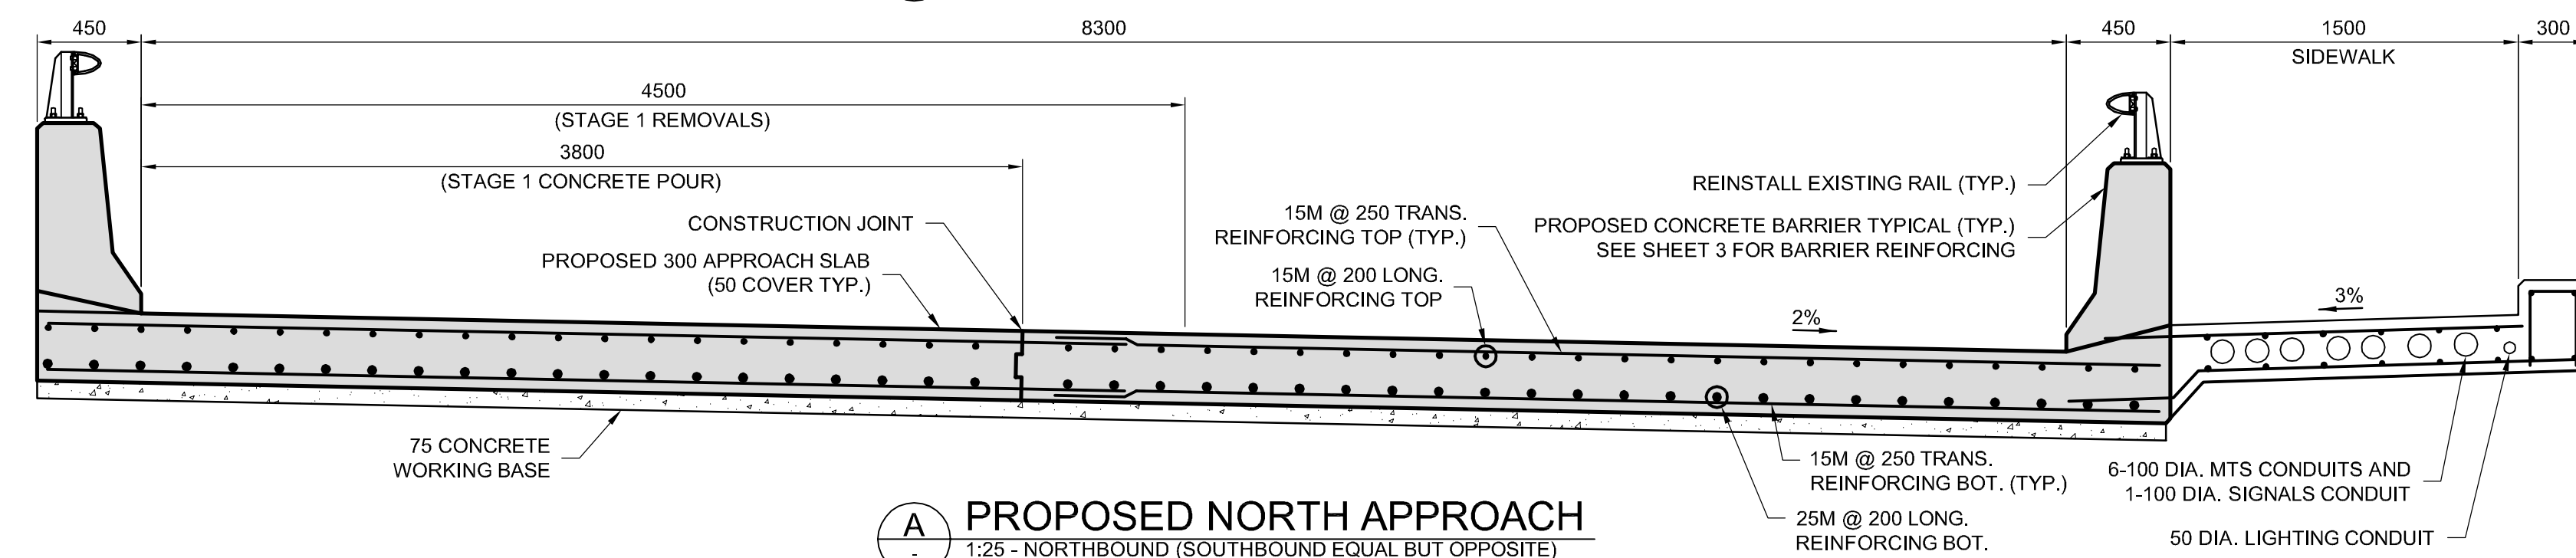 450
8300
450
1500
300
SIDEWALK
4500
(STAGE 1 REMOVALS)
3800
(STAGE 1 CONCRETE POUR)
CONSTRUCTION JOINT
PROPOSED 300 APPROACH SLAB
(50 COVER TYP.)
15M @ 250 TRANS.
REINFORCING TOP (TYP.)
15M @ 200 LONG.
REINFORCING TOP
REINSTALL EXISTING RAIL (TYP.)
PROPOSED CONCRETE BARRIER TYPICAL (TYP.)
SEE SHEET 3 FOR BARRIER REINFORCING
2%
3%
75 CONCRETE
WORKING BASE
15M @ 250 TRANS.
REINFORCING BOT. (TYP.)
25M @ 200 LONG.
REINFORCING BOT.
6-100 DIA. MTS CONDUITS AND
1-100 DIA. SIGNALS CONDUIT
50 DIA. LIGHTING CONDUIT
A
-
PROPOSED NORTH APPROACH
1:25 - NORTHBOUND (SOUTHBOUND EQUAL BUT OPPOSITE)